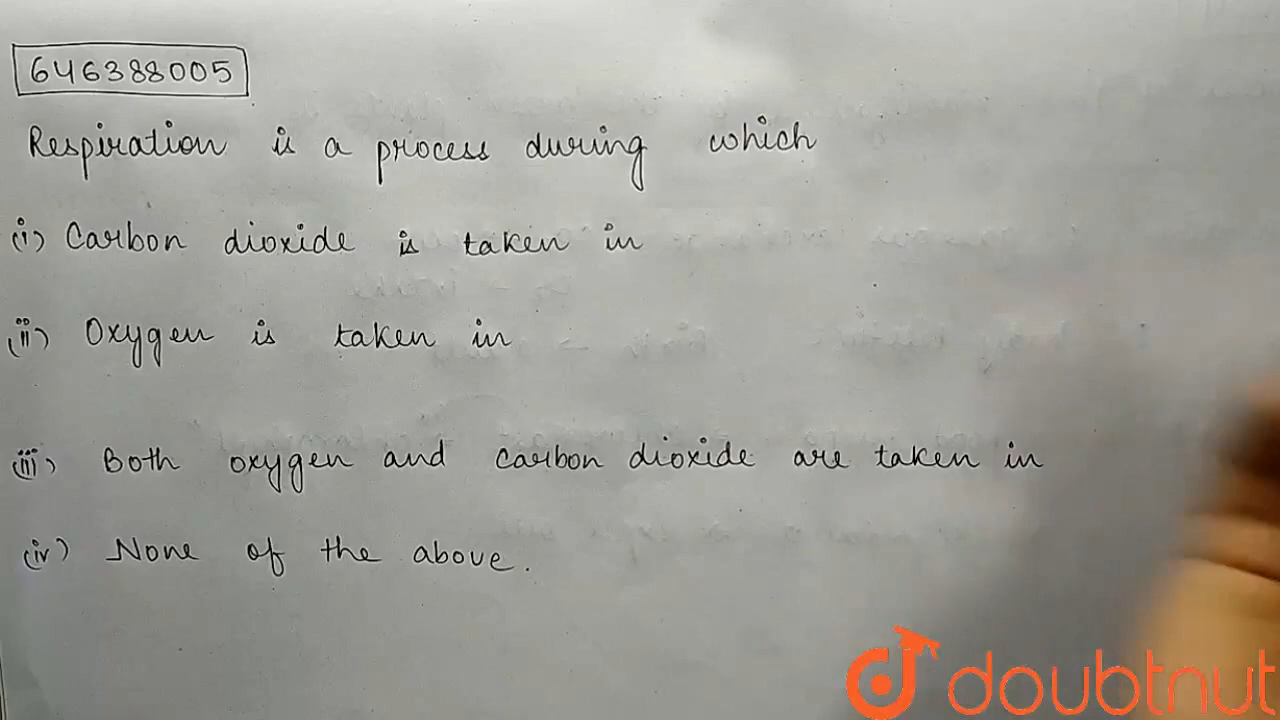 646388005
Respiration is a process during which
(i) Carbon dioxide is taken in
(ii) Oxygen is taken in
(iii) Both oxygen and carbon dioxide are taken in
(iv) None of the above.
doubtnut